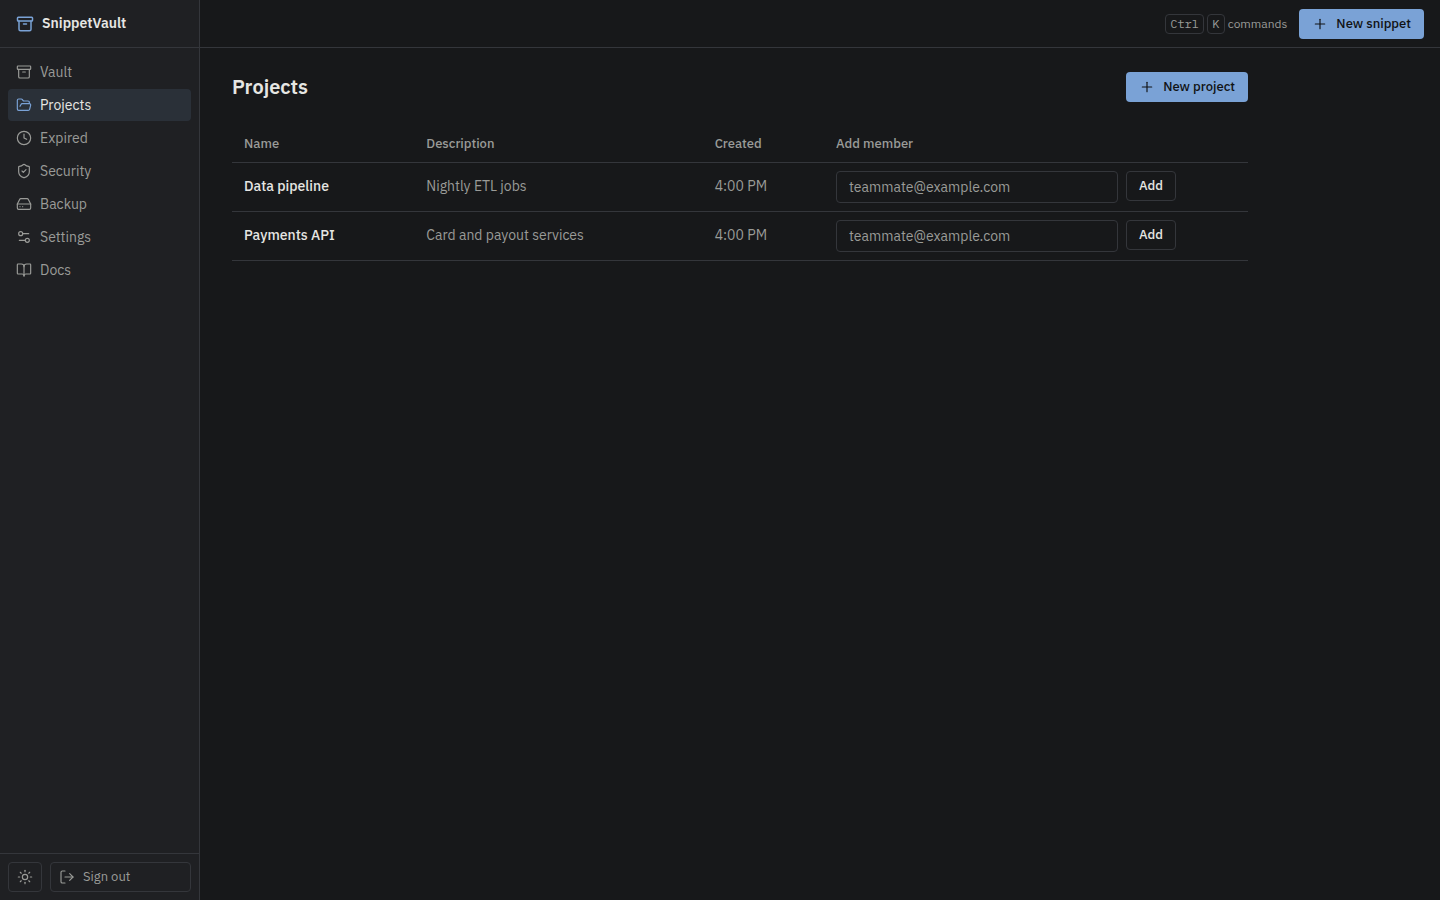 SnippetVault
Ctrl K commands
New snippet
Vault
Projects
Expired
Security
Backup
Settings
Docs
Projects
New project
Name Description Created Add member
Data pipeline Nightly ETL jobs 4:00 PM teammate@example.com Add
Payments API Card and payout services 4:00 PM teammate@example.com Add
Sign out